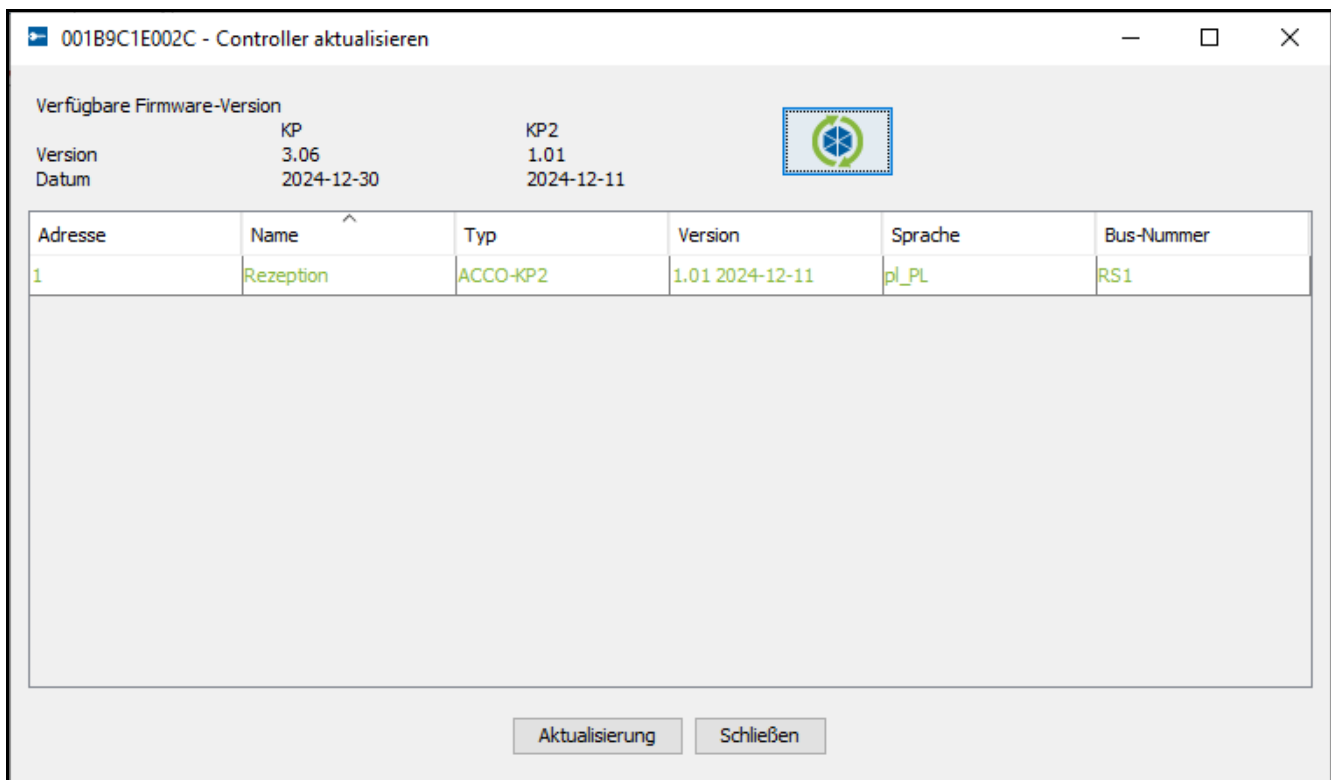 001B9C1E002C - Controller aktualisieren
Verfügbare Firmware-Version
KP KP2
Version 3.06 1.01
Datum 2024-12-30 2024-12-11
Adresse Name Typ Version Sprache Bus-Nummer
1 Rezeption ACCO-KP2 1.01 2024-12-11 pl_PL RS1
Aktualisierung Schließen